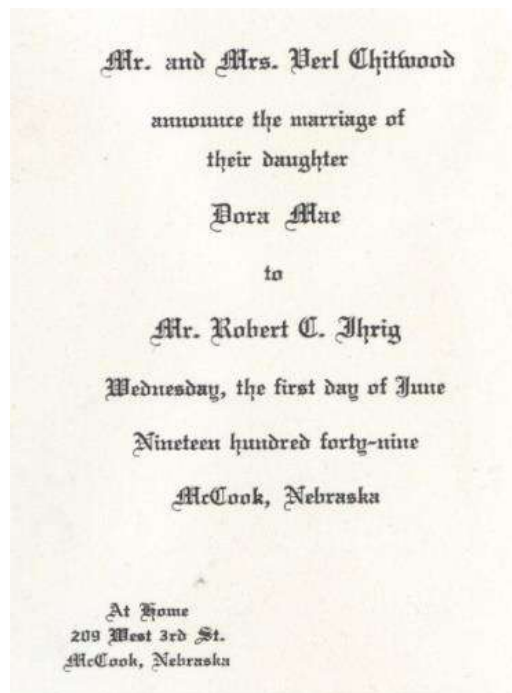 Mr. and Mrs. Verl Chitwood
announce the marriage of
their daughter
Dora Mae
to
Mr. Robert C. Ihrig
Wednesday, the first day of June
Nineteen hundred forty-nine
McCook, Nebraska
At Home
209 West 3rd St.
McCook, Nebraska